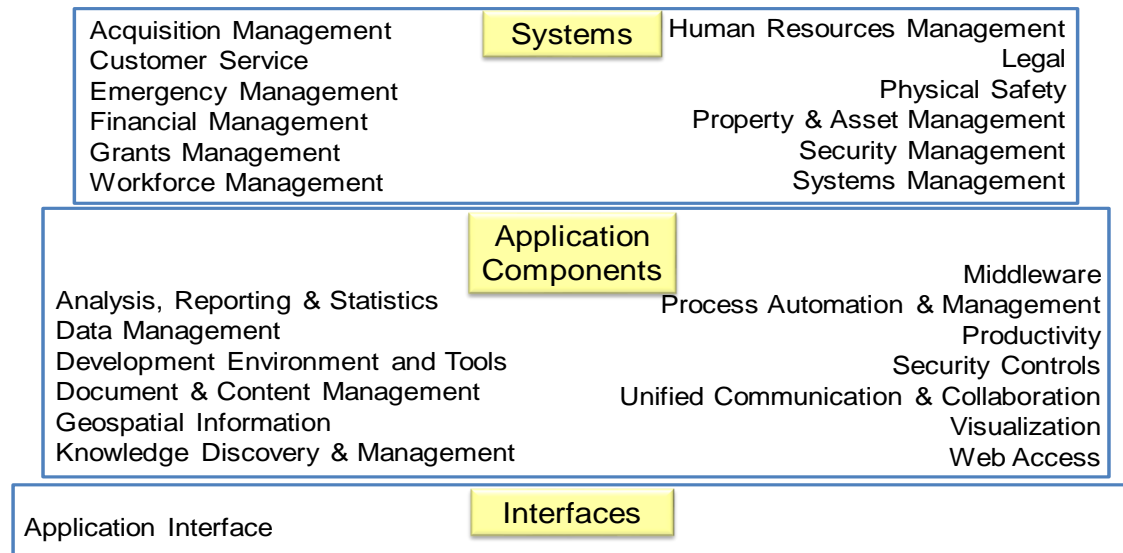 Systems
Acquisition Management
Customer Service
Emergency Management
Financial Management
Grants Management
Workforce Management
Human Resources Management
Legal
Physical Safety
Property & Asset Management
Security Management
Systems Management
Application
Components
Analysis, Reporting & Statistics
Data Management
Development Environment and Tools
Document & Content Management
Geospatial Information
Knowledge Discovery & Management
Middleware
Process Automation & Management
Productivity
Security Controls
Unified Communication & Collaboration
Visualization
Web Access
Interfaces
Application Interface